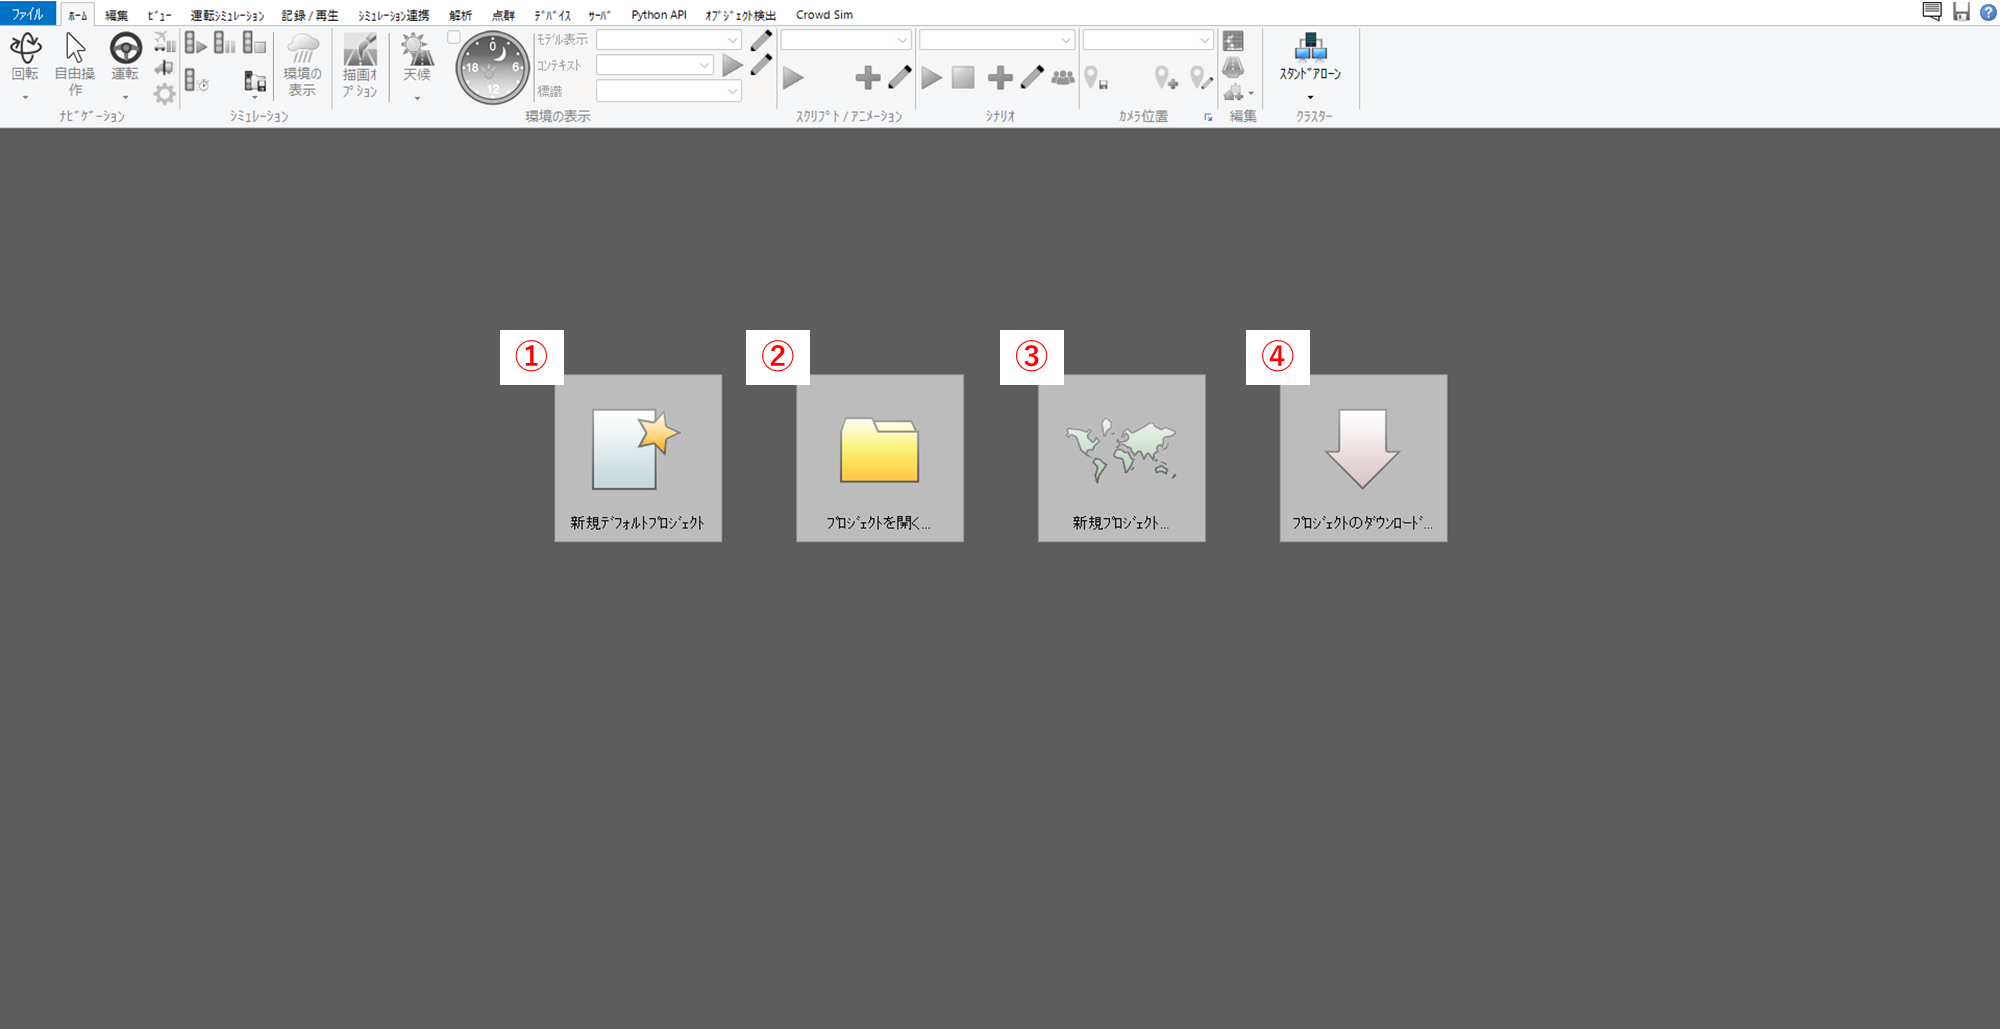 ファイル ホーム 編集 ビュー 運転シミュレーション 記録 / 再生 シミュレーション連携 解析 点群 デバイス サーバ Python API オブジェクト検出 Crowd Sim
回転 自由操作 運転 環境の表示 描画オプション 天候
0 6 12 18
モデル表示
コンテキスト
標識
スタンドアローン
ナビゲーション シミュレーション 環境の表示 スクリプト / アニメーション シナリオ カメラ位置 編集 クラスター
① ② ③ ④
新規デフォルトプロジェクト プロジェクトを開く... 新規プロジェクト... プロジェクトのダウンロード...